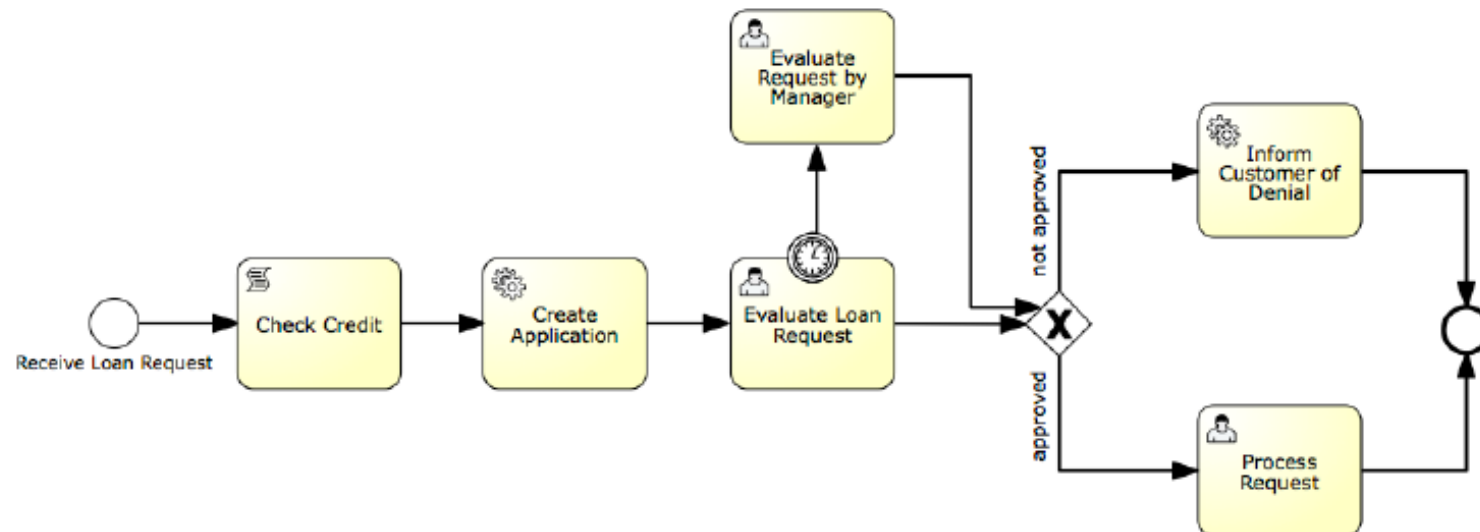 Evaluate
Request by
Manager
Inform
Customer of
Denial
not approved
Receive Loan Request
Check Credit
Create
Application
Evaluate Loan
Request
X
approved
Process
Request